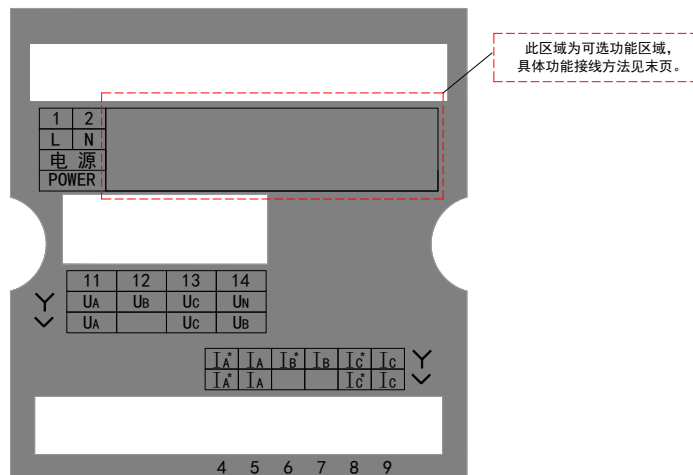 此区域为可选功能区域，
具体功能接线方法见末页。
1 2
L N
电 源
POWER
11 12 13 14
Y UA UB UC UN
V UA UC UB
IA* IA IB* IB IC* IC Y
IA* IA IC* IC V
4 5 6 7 8 9